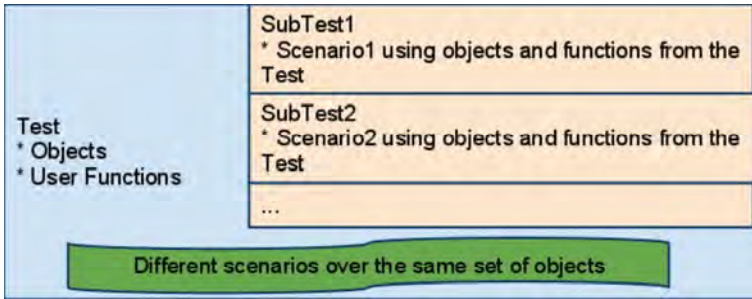 Test
* Objects
* User Functions
SubTest1
* Scenario1 using objects and functions from the
Test
SubTest2
* Scenario2 using objects and functions from the
Test
...
Different scenarios over the same set of objects